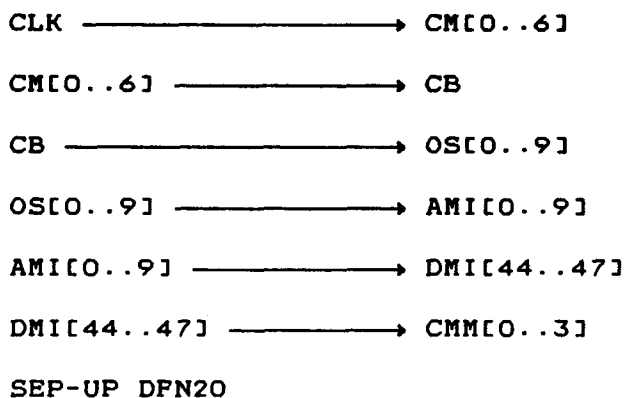 CLK → CM[0..6]
CM[0..6] → CB
CB → OS[0..9]
OS[0..9] → AMI[0..9]
AMI[0..9] → DMI[44..47]
DMI[44..47] → CMM[0..3]
SEP-UP DFN20